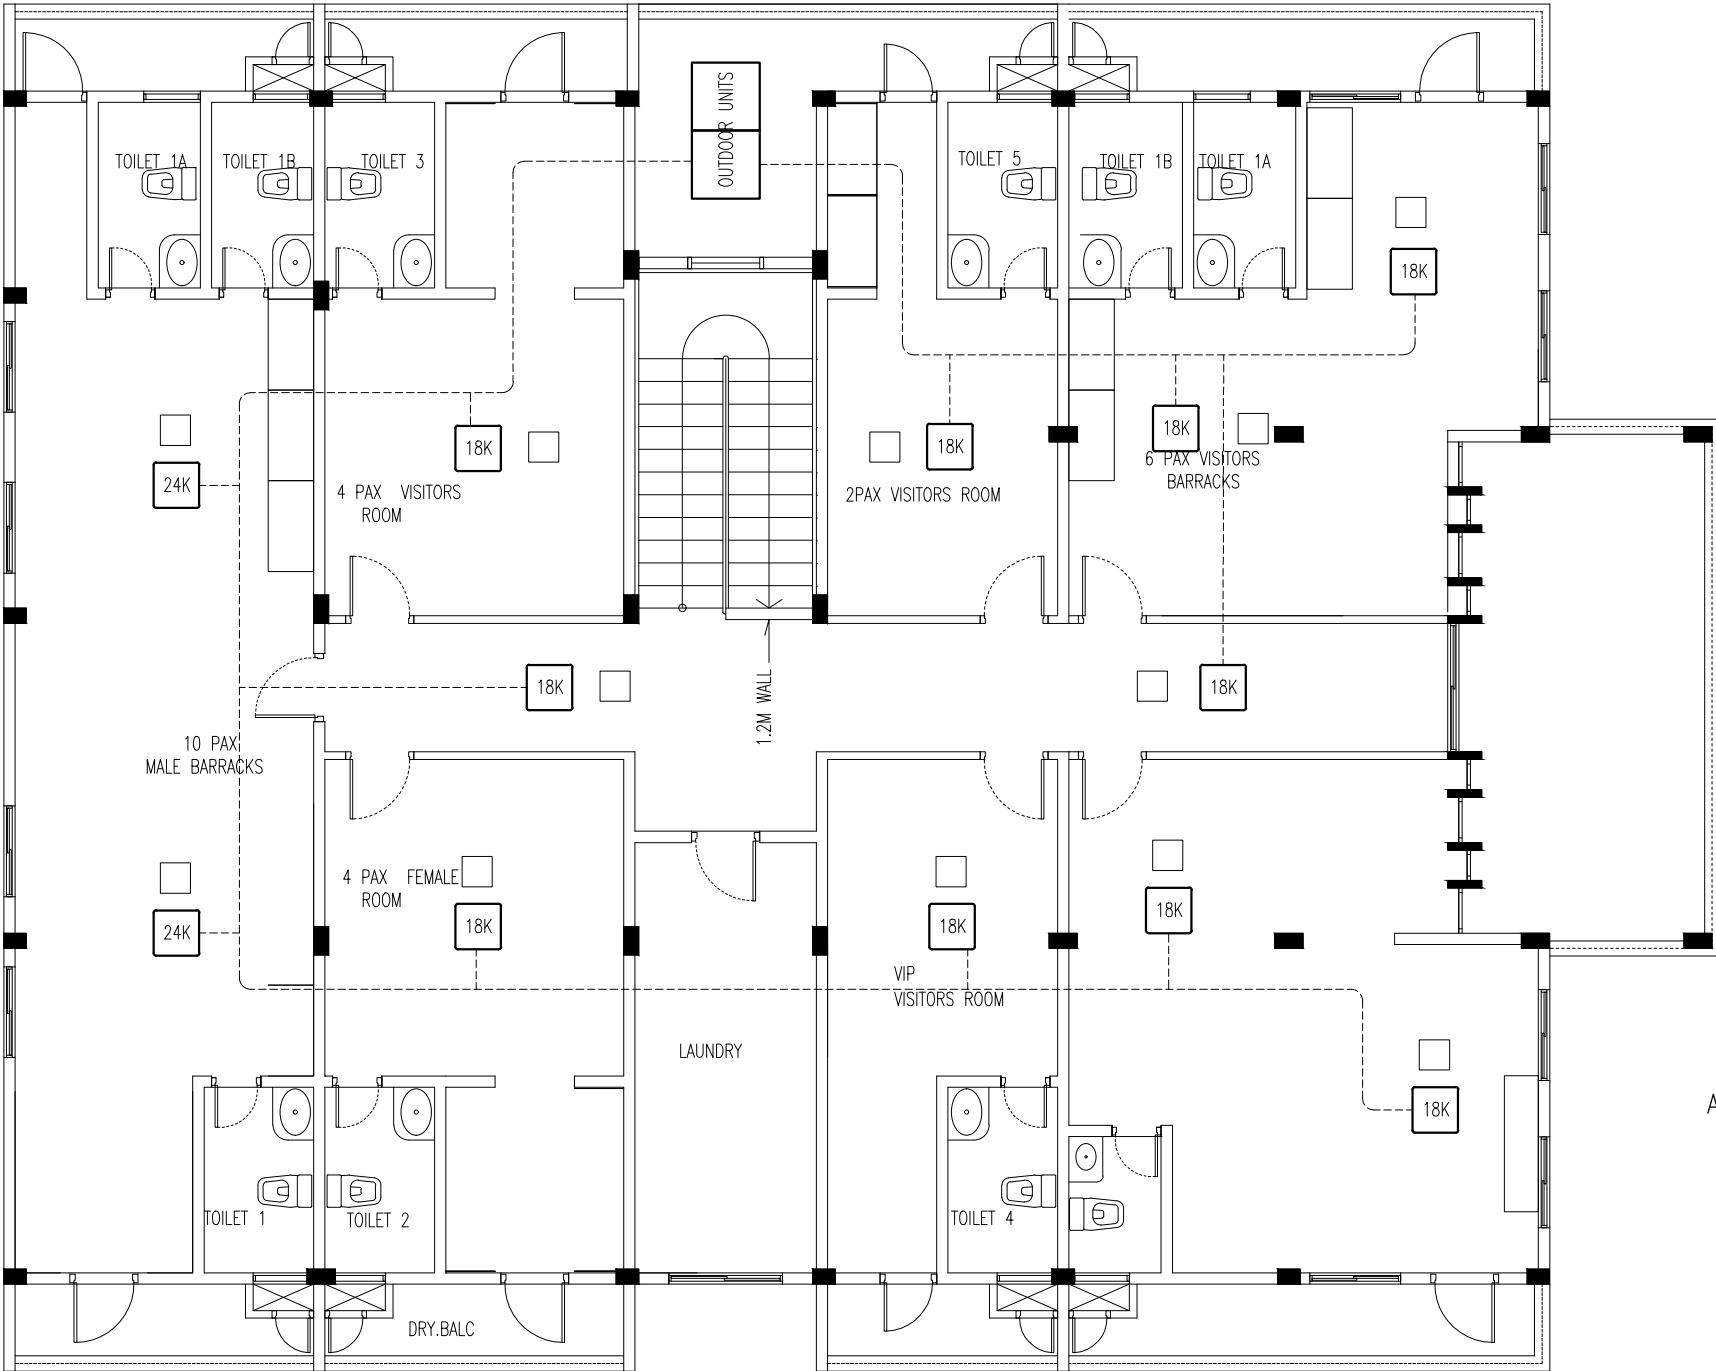 OUTDOOR UNITS
TOILET 1A
TOILET 1B
TOILET 3
TOILET 5
TOILET 1B
TOILET 1A
18K
18K
18K
18K
24K
4 PAX VISITORS
ROOM
2PAX VISITORS ROOM
6 PAX VISITORS
BARRACKS
18K
18K
1.2M WALL
10 PAX
MALE BARRACKS
4 PAX FEMALE
ROOM
24K
18K
18K
18K
VIP
VISITORS ROOM
LAUNDRY
18K
A
TOILET 1
TOILET 2
TOILET 4
DRY.BALC